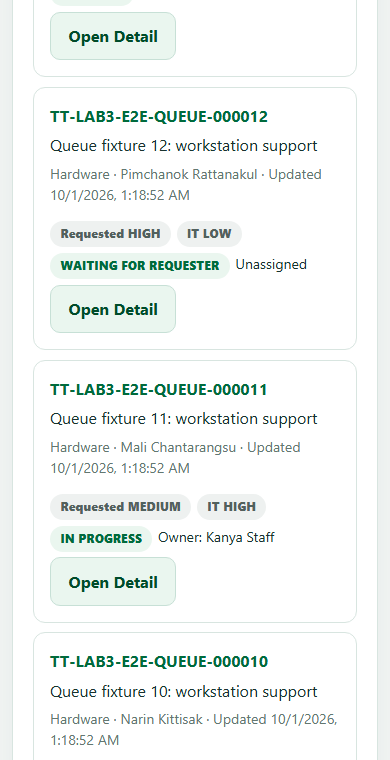 Open Detail
TT-LAB3-E2E-QUEUE-000012
Queue fixture 12: workstation support
Hardware · Pimchanok Rattanakul · Updated
10/1/2026, 1:18:52 AM
Requested HIGH IT LOW
WAITING FOR REQUESTER Unassigned
Open Detail
TT-LAB3-E2E-QUEUE-000011
Queue fixture 11: workstation support
Hardware · Mali Chantarangsu · Updated
10/1/2026, 1:18:52 AM
Requested MEDIUM IT HIGH
IN PROGRESS Owner: Kanya Staff
Open Detail
TT-LAB3-E2E-QUEUE-000010
Queue fixture 10: workstation support
Hardware · Narin Kittisak · Updated 10/1/2026,
1:18:52 AM